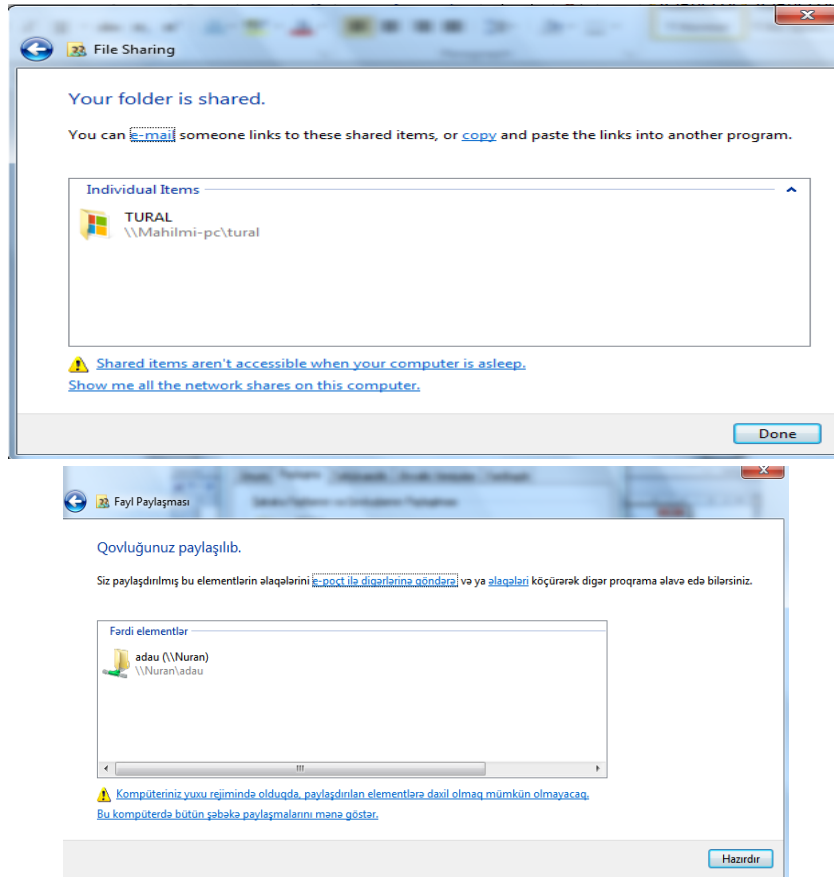 File Sharing
Your folder is shared.
You can e-mail someone links to these shared items, or copy and paste the links into another program.
Individual Items
TURAL
\\Mahilmi-pc\tural
Shared items aren't accessible when your computer is asleep.
Show me all the network shares on this computer.
Done
Fayl Paylaşması
Qovluğunuz paylaşılıb.
Siz paylaşdırılmış bu elementlərin əlaqələrini e-poçt ilə digərlərinə göndərə və ya əlaqələri köçürərək digər proqrama əlavə edə bilərsiniz.
Fərdi elementlər
adau (\\Nuran)
\\Nuran\adau
Kompüteriniz yuxu rejimində olduqda, paylaşdırılan elementlərə daxil olmaq mümkün olmayacaq.
Bu kompüterdə bütün şəbəkə paylaşmalarını mənə göstər.
Hazırdır